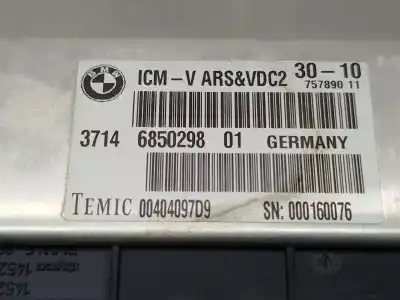 BMW
ICM-V ARS&VDC2 30-10
757890 11
3714 6850298 01 GERMANY
TEMIC 00404097D9 SN: 000160076